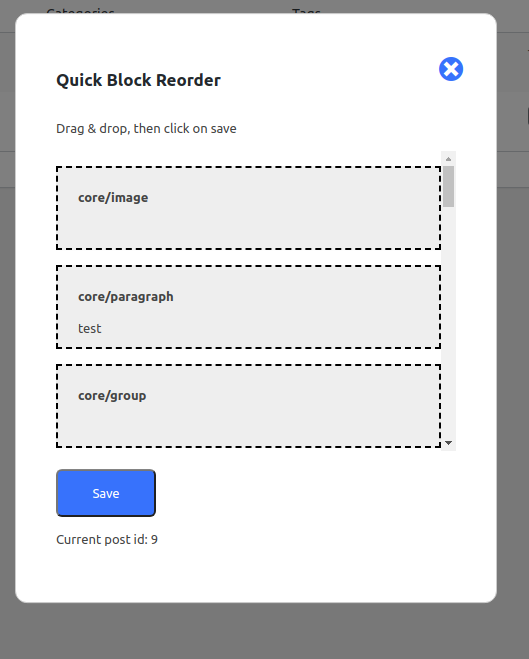 Categories
Tags
Quick Block Reorder
Drag & drop, then click on save
core/image
core/paragraph
test
core/group
Save
Current post id: 9